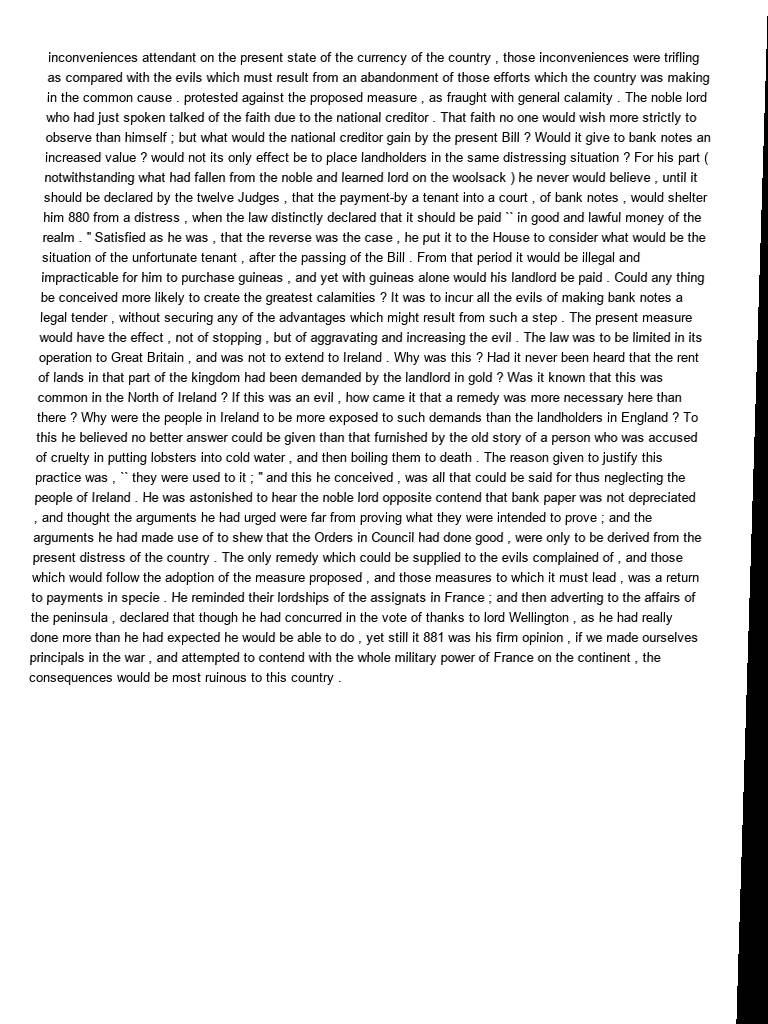 inconveniences attendant on the present state of the currency of the country , those inconveniences were trifling
as compared with the evils which must result from an abandonment of those efforts which the country was making
in the common cause . protested against the proposed measure , as fraught with general calamity . The noble lord
who had just spoken talked of the faith due to the national creditor . That faith no one would wish more strictly to
observe than himself ; but what would the national creditor gain by the present Bill ? Would it give to bank notes an
increased value ? would not its only effect be to place landholders in the same distressing situation ? For his part (
notwithstanding what had fallen from the noble and learned lord on the woolsack ) he never would believe , until it
should be declared by the twelve Judges , that the payment-by a tenant into a court , of bank notes , would shelter
him 880 from a distress , when the law distinctly declared that it should be paid `` in good and lawful money of the
realm . " Satisfied as he was , that the reverse was the case , he put it to the House to consider what would be the
situation of the unfortunate tenant , after the passing of the Bill . From that period it would be illegal and
impracticable for him to purchase guineas , and yet with guineas alone would his landlord be paid . Could any thing
be conceived more likely to create the greatest calamities ? It was to incur all the evils of making bank notes a
legal tender , without securing any of the advantages which might result from such a step . The present measure
would have the effect , not of stopping , but of aggravating and increasing the evil . The law was to be limited in its
operation to Great Britain , and was not to extend to Ireland . Why was this ? Had it never been heard that the rent
of lands in that part of the kingdom had been demanded by the landlord in gold ? Was it known that this was
common in the North of Ireland ? If this was an evil , how came it that a remedy was more necessary here than
there ? Why were the people in Ireland to be more exposed to such demands than the landholders in England ? To
this he believed no better answer could be given than that furnished by the old story of a person who was accused
of cruelty in putting lobsters into cold water , and then boiling them to death . The reason given to justify this
practice was , `` they were used to it ; " and this he conceived , was all that could be said for thus neglecting the
people of Ireland . He was astonished to hear the noble lord opposite contend that bank paper was not depreciated
, and thought the arguments he had urged were far from proving what they were intended to prove ; and the
arguments he had made use of to shew that the Orders in Council had done good , were only to be derived from the
present distress of the country . The only remedy which could be supplied to the evils complained of , and those
which would follow the adoption of the measure proposed , and those measures to which it must lead , was a return
to payments in specie . He reminded their lordships of the assignats in France ; and then adverting to the affairs of
the peninsula , declared that though he had concurred in the vote of thanks to lord Wellington , as he had really
done more than he had expected he would be able to do , yet still it 881 was his firm opinion , if we made ourselves
principals in the war , and attempted to contend with the whole military power of France on the continent , the
consequences would be most ruinous to this country .